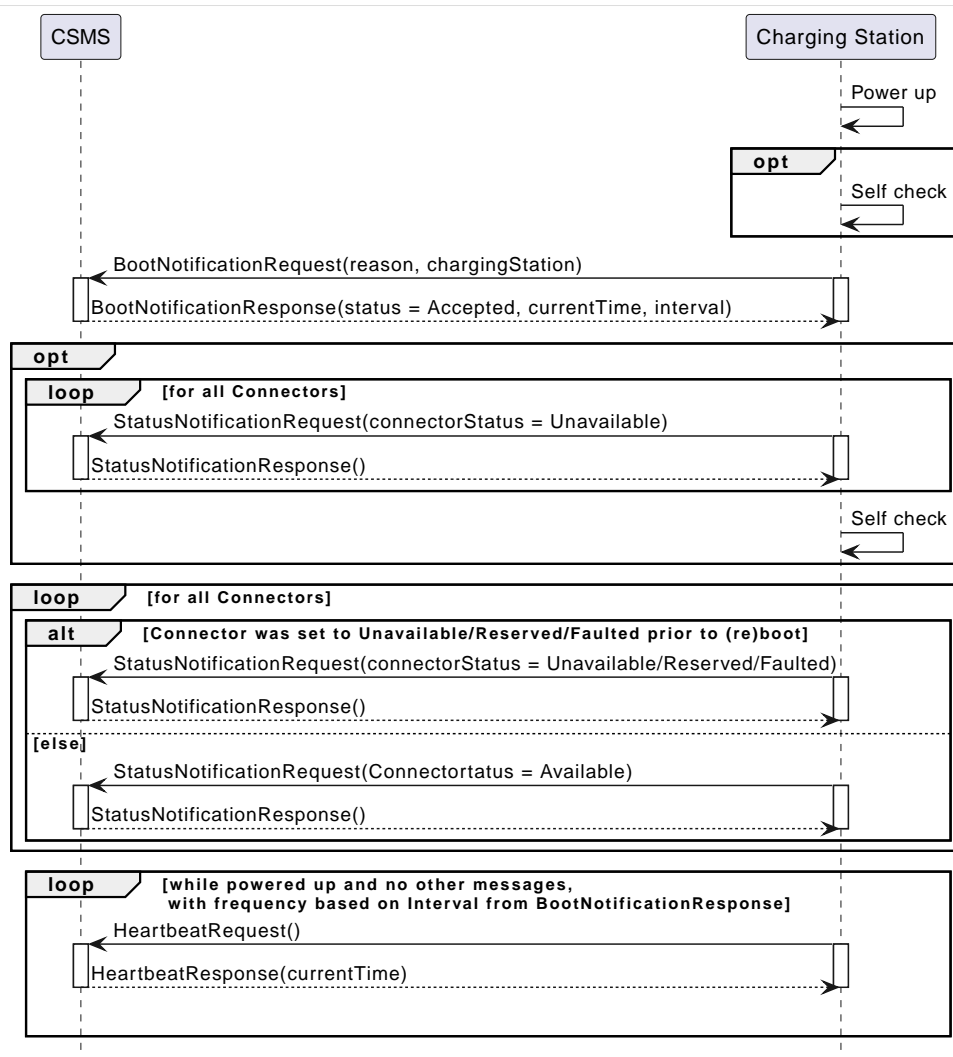 CSMS
Charging Station
Power up
opt
Self check
BootNotificationRequest(reason, chargingStation)
BootNotificationResponse(status = Accepted, currentTime, interval)
opt
loop [for all Connectors]
StatusNotificationRequest(connectorStatus = Unavailable)
StatusNotificationResponse()
Self check
loop [for all Connectors]
alt [Connector was set to Unavailable/Reserved/Faulted prior to (re)boot]
StatusNotificationRequest(connectorStatus = Unavailable/Reserved/Faulted)
StatusNotificationResponse()
[else]
StatusNotificationRequest(Connectortatus = Available)
StatusNotificationResponse()
loop [while powered up and no other messages,
with frequency based on Interval from BootNotificationResponse]
HeartbeatRequest()
HeartbeatResponse(currentTime)